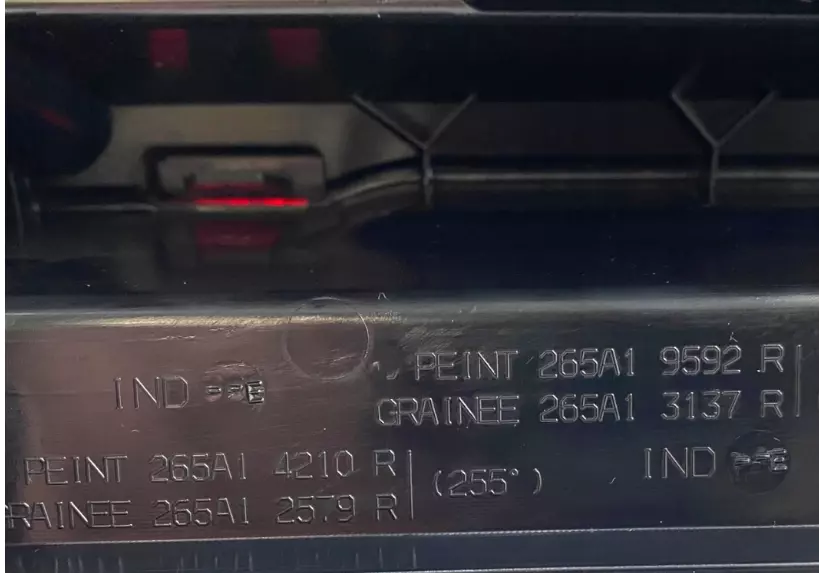 PEINT 265A1 9592 R
IND E
GRAINEE 265A1 3137 R
PEINT 265A1 4210 R
(255°)
IND E
RAINEE 265A1 2579 R